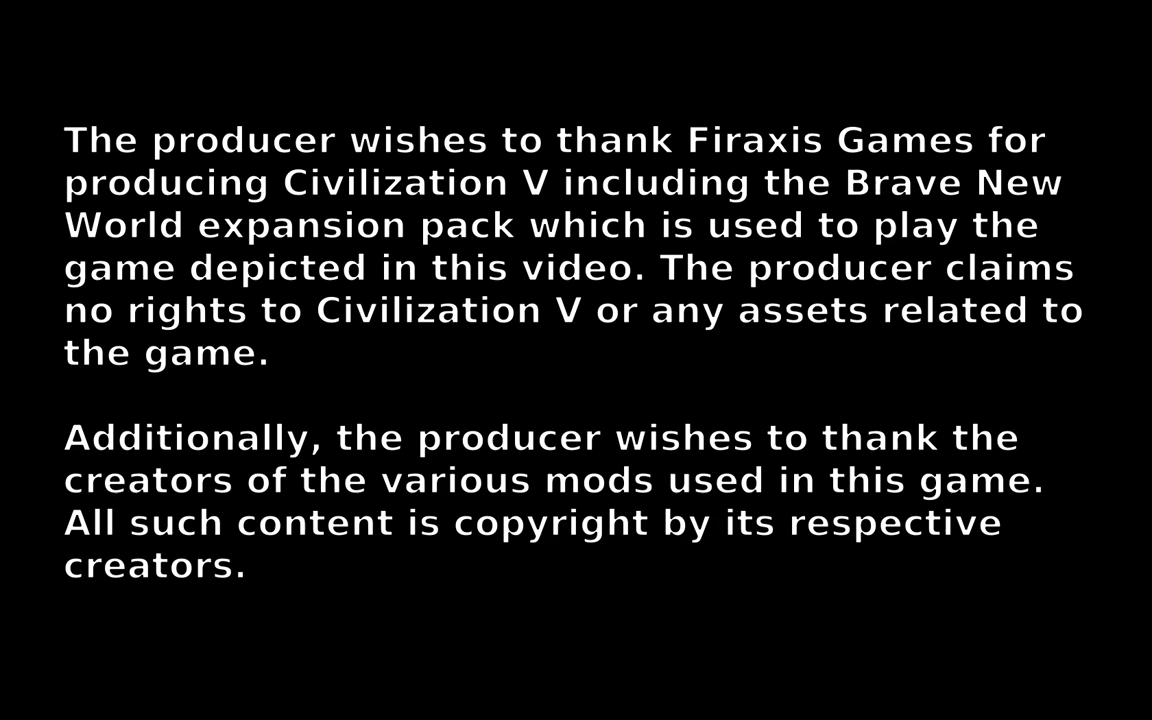 The producer wishes to thank Firaxis Games for
producing Civilization V including the Brave New
World expansion pack which is used to play the
game depicted in this video. The producer claims
no rights to Civilization V or any assets related to
the game.
Additionally, the producer wishes to thank the
creators of the various mods used in this game.
All such content is copyright by its respective
creators.